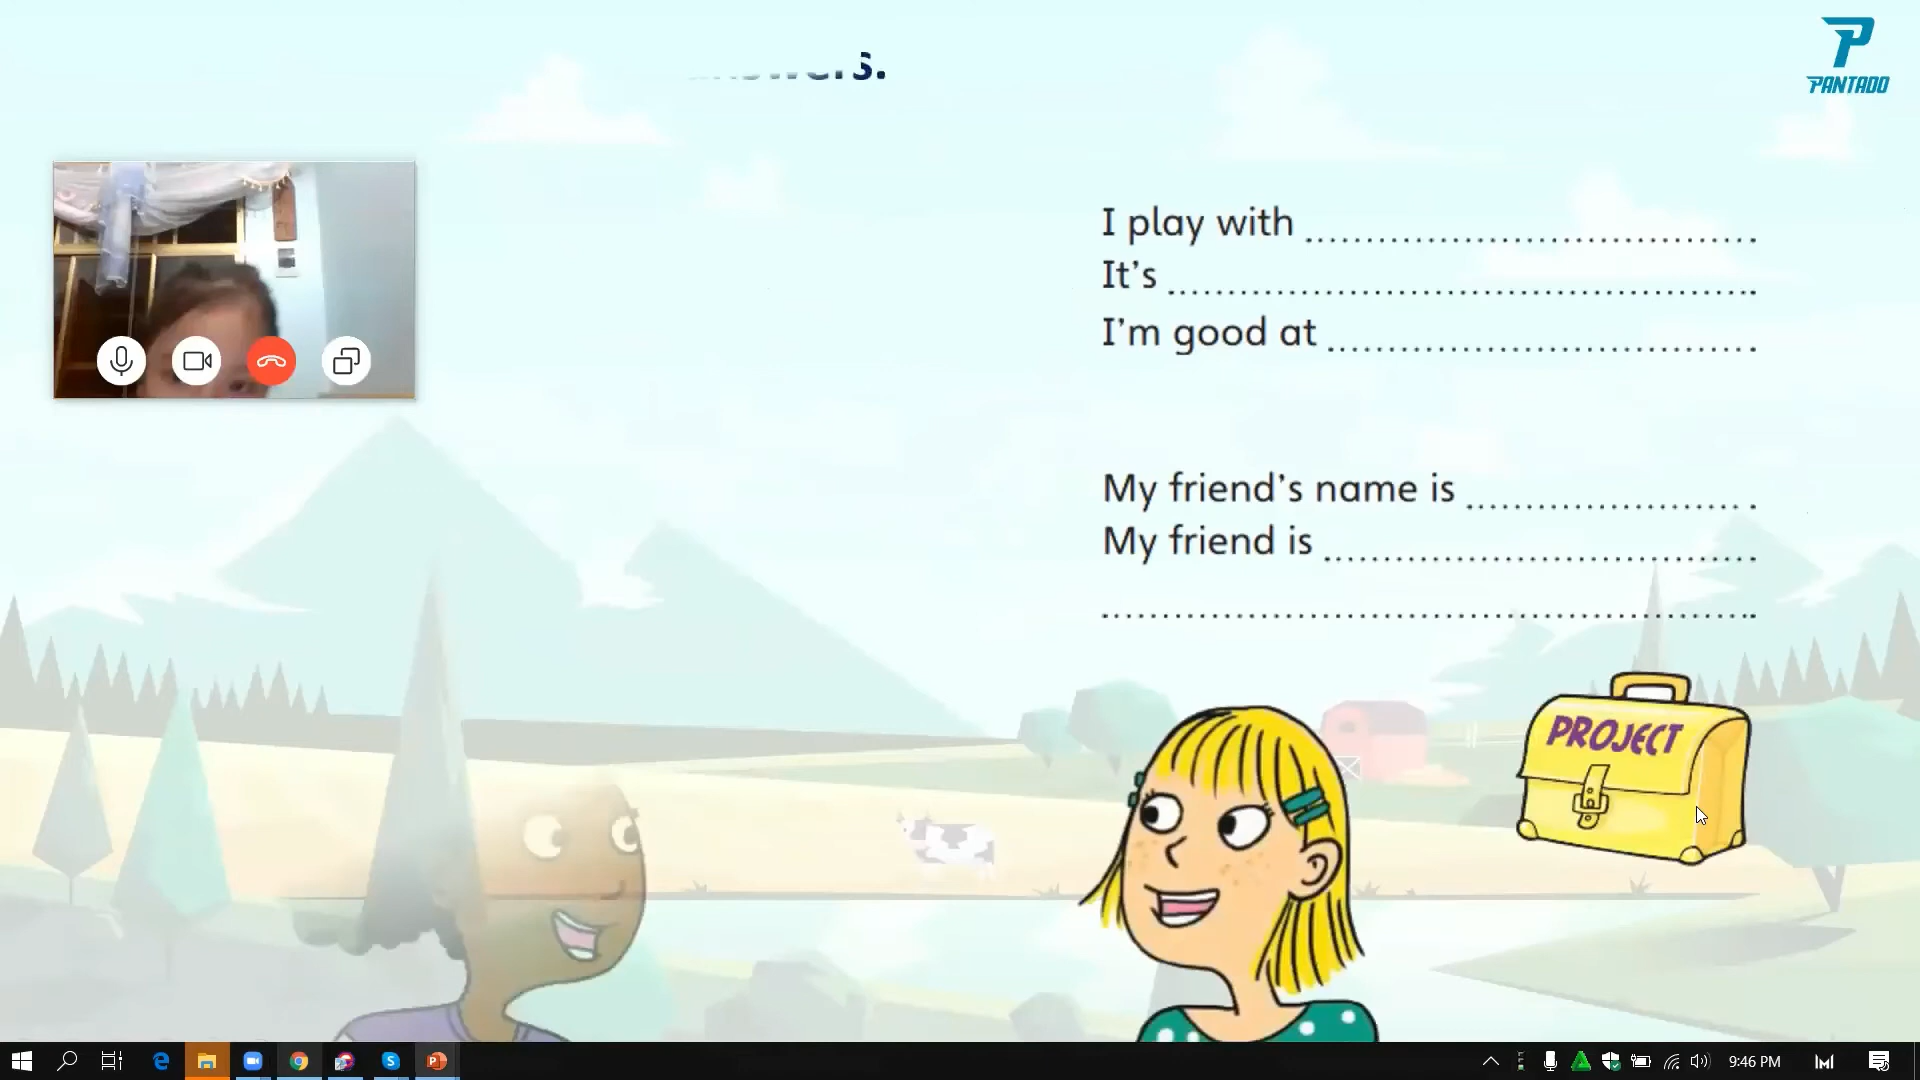 PANTADO
I play with
It's
I'm good at
My friend's name is
My friend is
PROJECT
9:46 PM